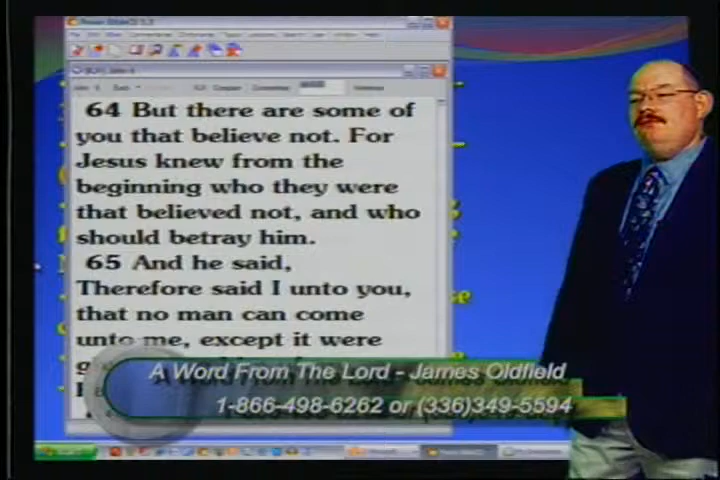 64 But there are some of
you that believe not. For
Jesus knew from the
beginning who they were
that believed not, and who
should betray him.
65 And he said,
Therefore said I unto you,
that no man can come
unto me, except it were
A Word From The Lord - James Oldfield
1-866-498-6262 or (336)349-5594